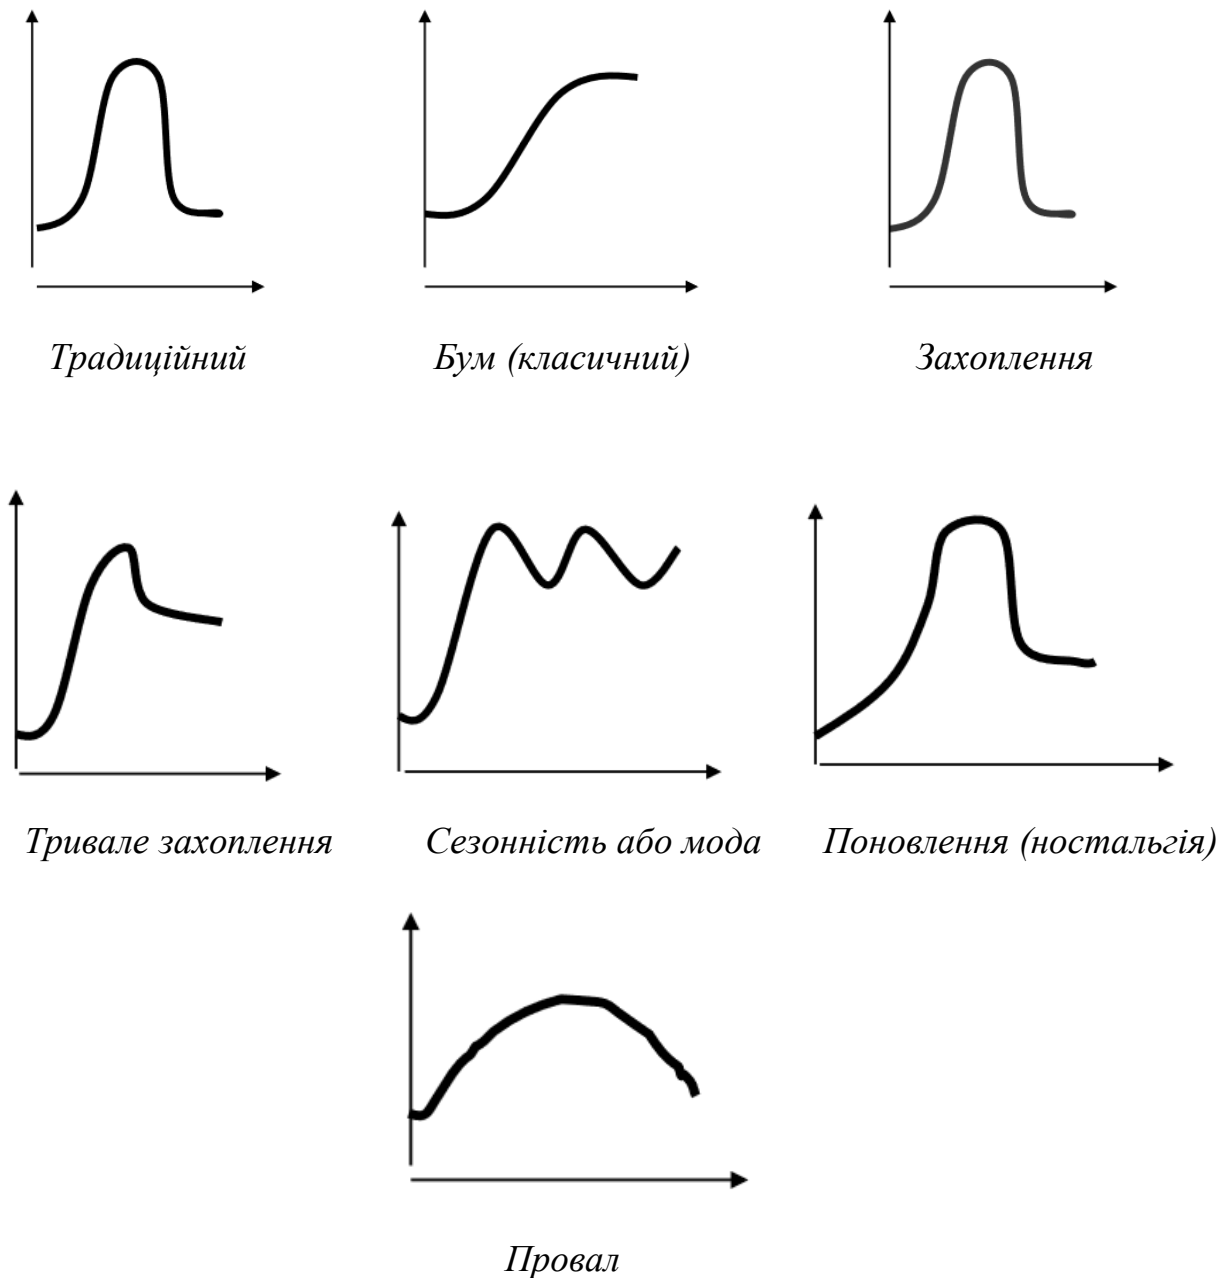 Традиційний
Бум (класичний)
Захоплення
Тривале захоплення
Сезонність або мода
Поновлення (ностальгія)
Провал